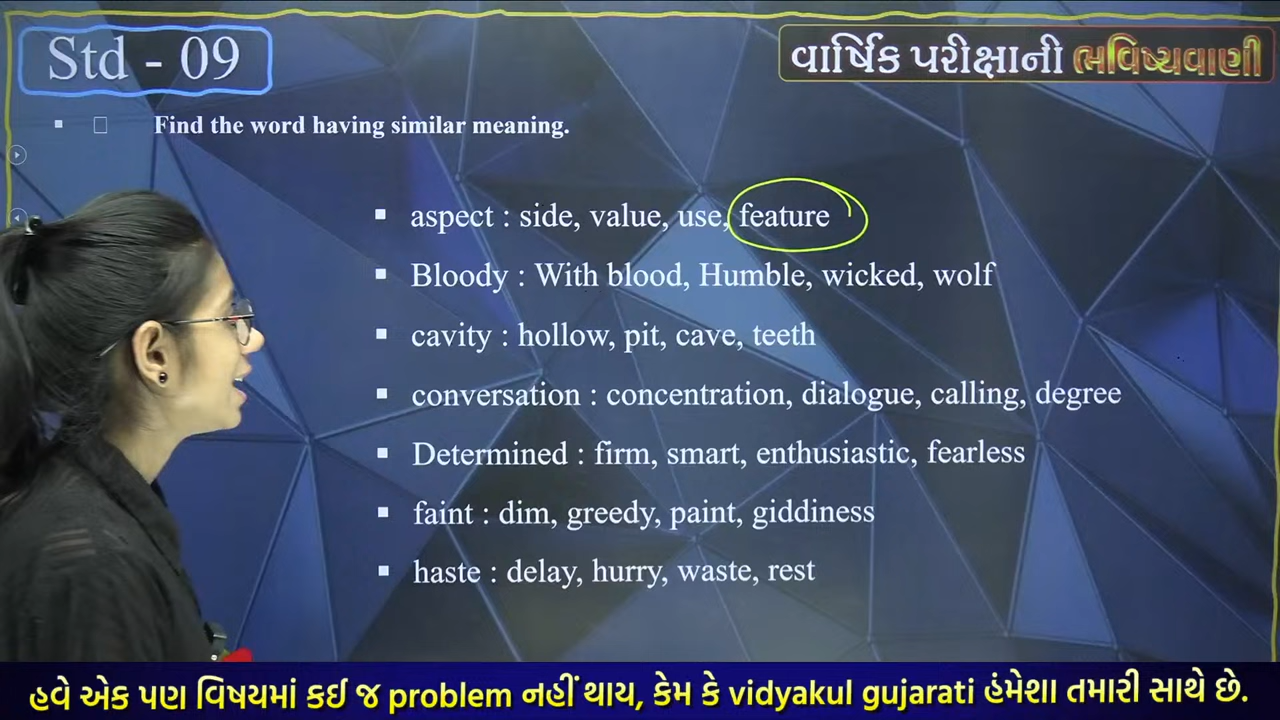 Std - 09
વાર્ષિક પરીક્ષાની ભવિષ્યવાણી
Find the word having similar meaning.
aspect : side, value, use, feature
Bloody : With blood, Humble, wicked, wolf
cavity : hollow, pit, cave, teeth
conversation : concentration, dialogue, calling, degree
Determined : firm, smart, enthusiastic, fearless
faint : dim, greedy, paint, giddiness
haste : delay, hurry, waste, rest
હવે એક પણ વિષયમાં કઈ જ problem નહીં થાય, કેમ કે vidyakul gujarati હંમેશા તમારી સાથે છે.